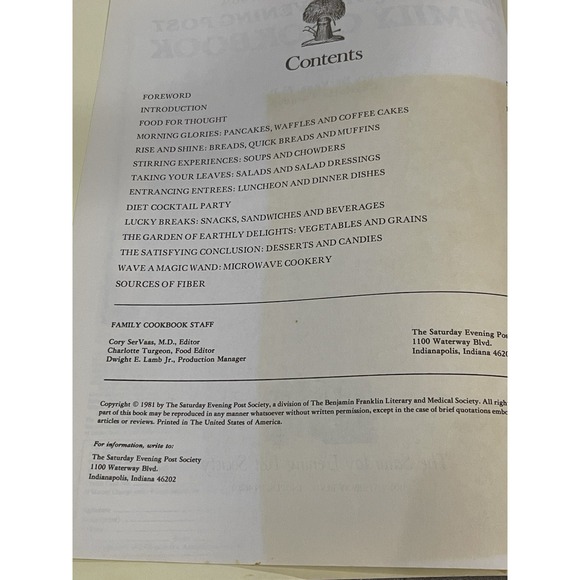 Contents
FOREWORD
INTRODUCTION
FOOD FOR THOUGHT
MORNING GLORIES: PANCAKES, WAFFLES AND COFFEE CAKES
RISE AND SHINE: BREADS, QUICK BREADS AND MUFFINS
STIRRING EXPERIENCES: SOUPS AND CHOWDERS
TAKING YOUR LEAVES: SALADS AND SALAD DRESSINGS
ENTRANCING ENTREES: LUNCHEON AND DINNER DISHES
DIET COCKTAIL PARTY
LUCKY BREAKS: SNACKS, SANDWICHES AND BEVERAGES
THE GARDEN OF EARTHLY DELIGHTS: VEGETABLES AND GRAINS
THE SATISFYING CONCLUSION: DESSERTS AND CANDIES
WAVE A MAGIC WAND: MICROWAVE COOKERY
SOURCES OF FIBER
FAMILY COOKBOOK STAFF
Cory SerVaas, M.D., Editor
Charlotte Turgeon, Food Editor
Dwight E. Lamb Jr., Production Manager
The Saturday Evening Pos
1100 Waterway Blvd.
Indianapolis, Indiana 4620
Copyright © 1981 by The Saturday Evening Post Society, a division of The Benjamin Franklin Literary and Medical Society. All righ
part of this book may be reproduced in any manner whatsoever without written permission, except in the case of brief quotations embo
articles or reviews. Printed in The United States of America.
For information, write to:
The Saturday Evening Post Society
1100 Waterway Blvd.
Indianapolis, Indiana 46202